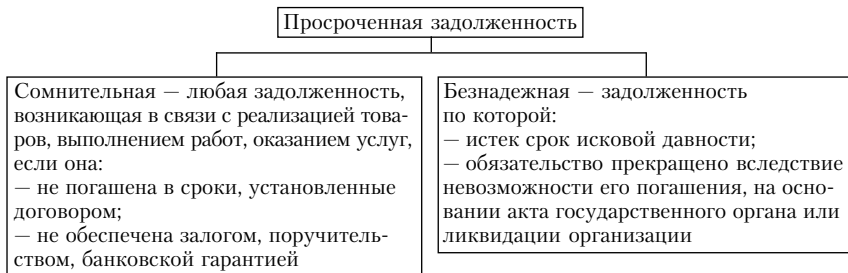 Просроченная задолженность
Сомнительная — любая задолженность,
возникающая в связи с реализацией това-
ров, выполнением работ, оказанием услуг,
если она:
— не погашена в сроки, установленные
договором;
— не обеспечена залогом, поручитель-
ством, банковской гарантией
Безнадежная — задолженность
по которой:
— истек срок исковой давности;
— обязательство прекращено вследствие
невозможности его погашения, на осно-
вании акта государственного органа или
ликвидации организации